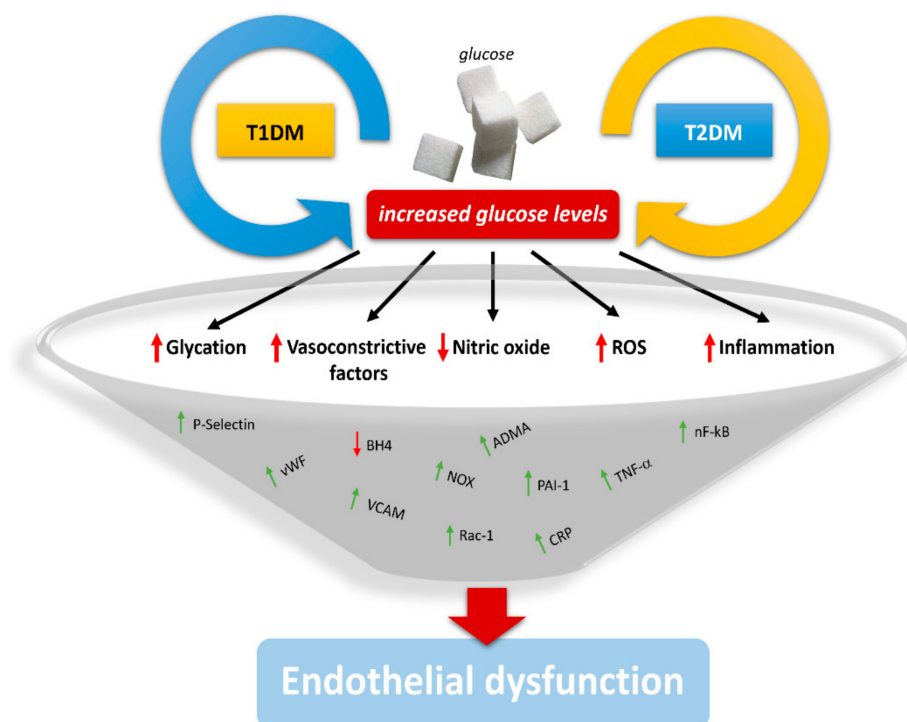 glucose
T1DM
T2DM
increased glucose levels
Glycation
Vasoconstrictive
factors
Nitric oxide
ROS
Inflammation
P-Selectin
BH4
ADMA
nF-kB
vWF
NOX
PAI-1
TNF-α
VCAM
Rac-1
CRP
Endothelial dysfunction